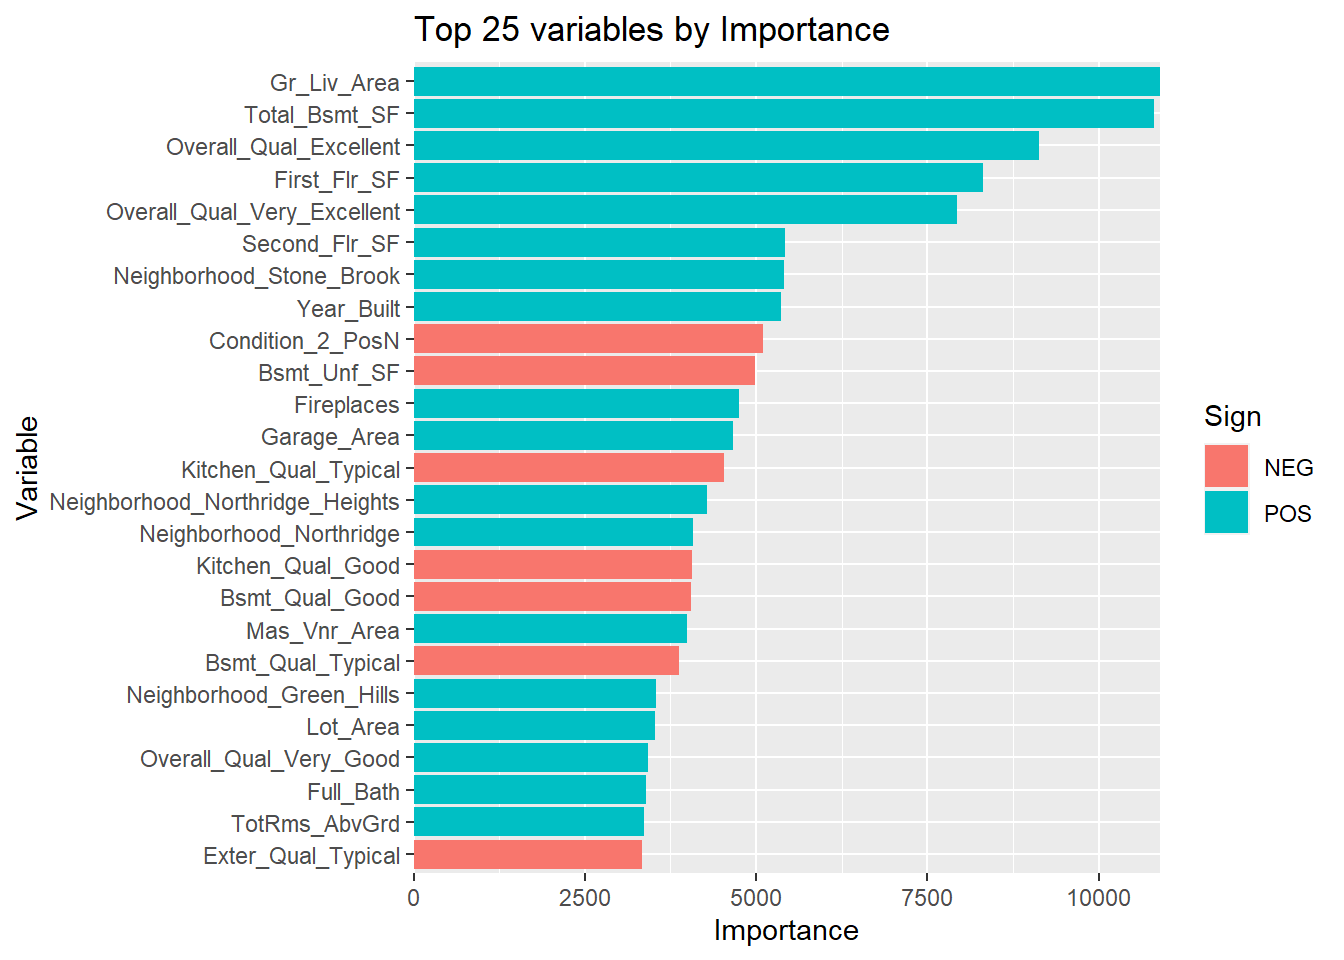 Top 25 variables by Importance
Gr_Liv_Area
Total_Bsmt_SF
Overall_Qual_Excellent
First_Flr_SF
Overall_Qual_Very_Excellent
Second_Flr_SF
Neighborhood_Stone_Brook
Year_Built
Condition_2_PosN
Bsmt_Unf_SF
Fireplaces
Garage_Area
Kitchen_Qual_Typical
Neighborhood_Northridge_Heights
Neighborhood_Northridge
Kitchen_Qual_Good
Bsmt_Qual_Good
Mas_Vnr_Area
Bsmt_Qual_Typical
Neighborhood_Green_Hills
Lot_Area
Overall_Qual_Very_Good
Full_Bath
TotRms_AbvGrd
Exter_Qual_Typical
Variable
0 2500 5000 7500 10000
Importance
Sign
NEG
POS